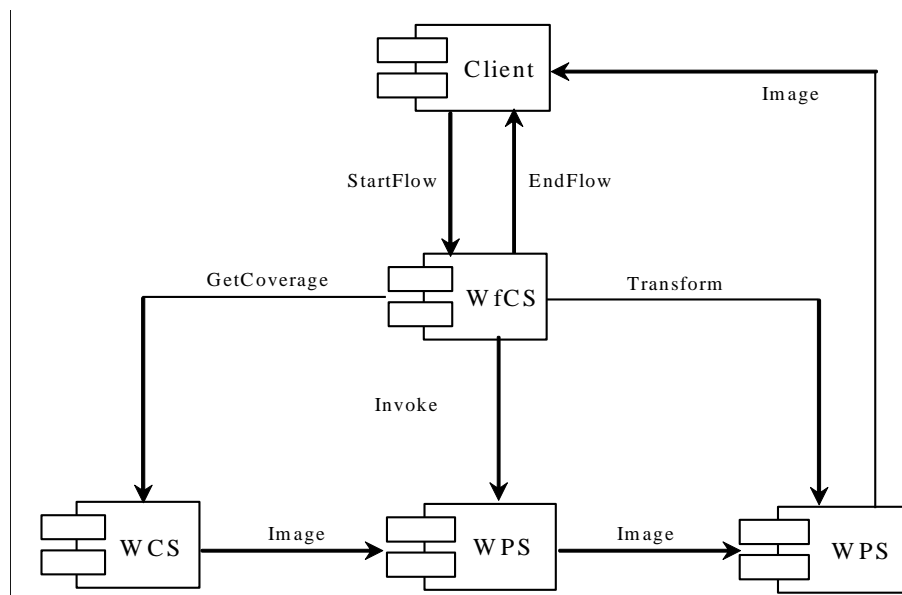 Client
Image
StartFlow
EndFlow
GetCoverage
WfCS
Transform
Invoke
WCS
Image
WPS
Image
WPS